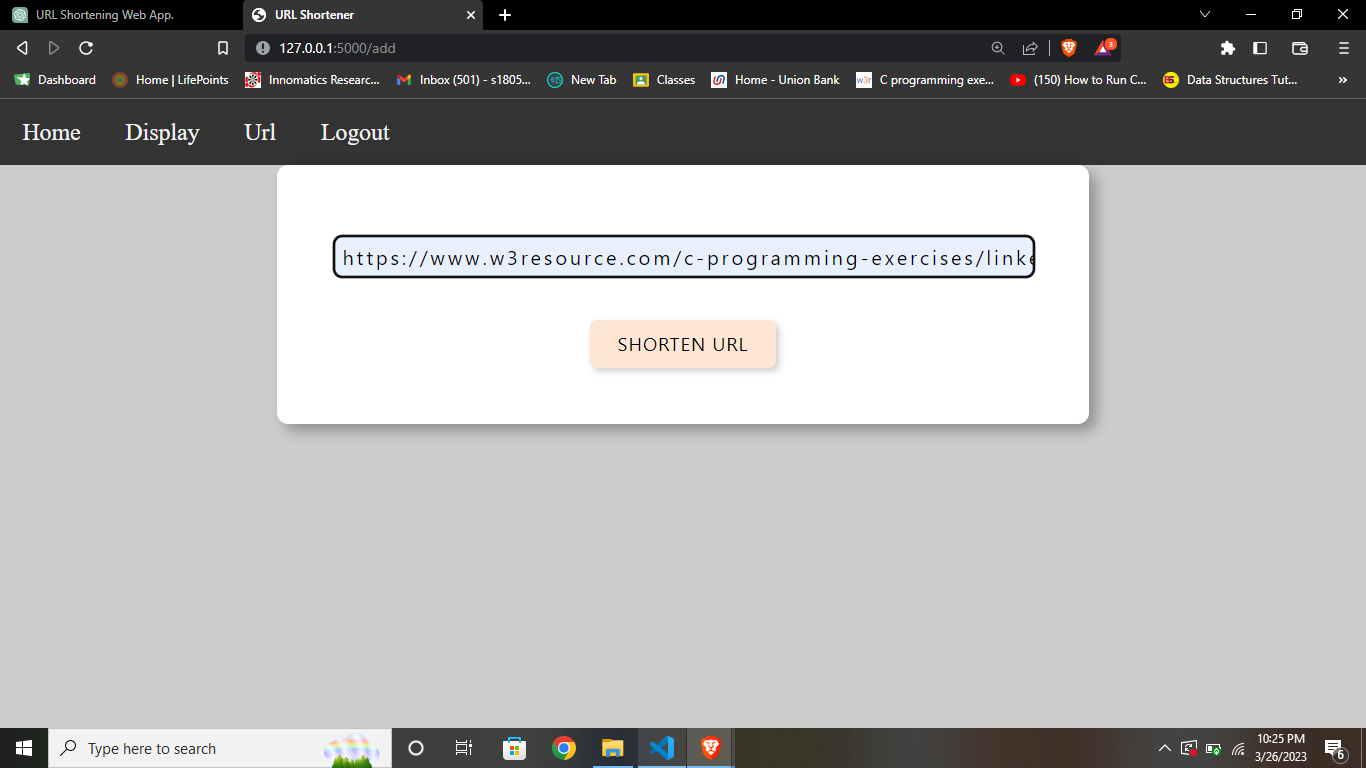 URL Shortening Web App.
URL Shortener
127.0.0.1:5000/add
3
Dashboard
Home | LifePoints
Innomatics Researc...
Inbox (501) - s1805...
New Tab
Classes
Home - Union Bank
w3r
C programming exe...
(150) How to Run C...
Data Structures Tut...
»
Home
Display
Url
Logout
https://www.w3resource.com/c-programming-exercises/linke
SHORTEN URL
Type here to search
10:25 PM
3/26/2023
6